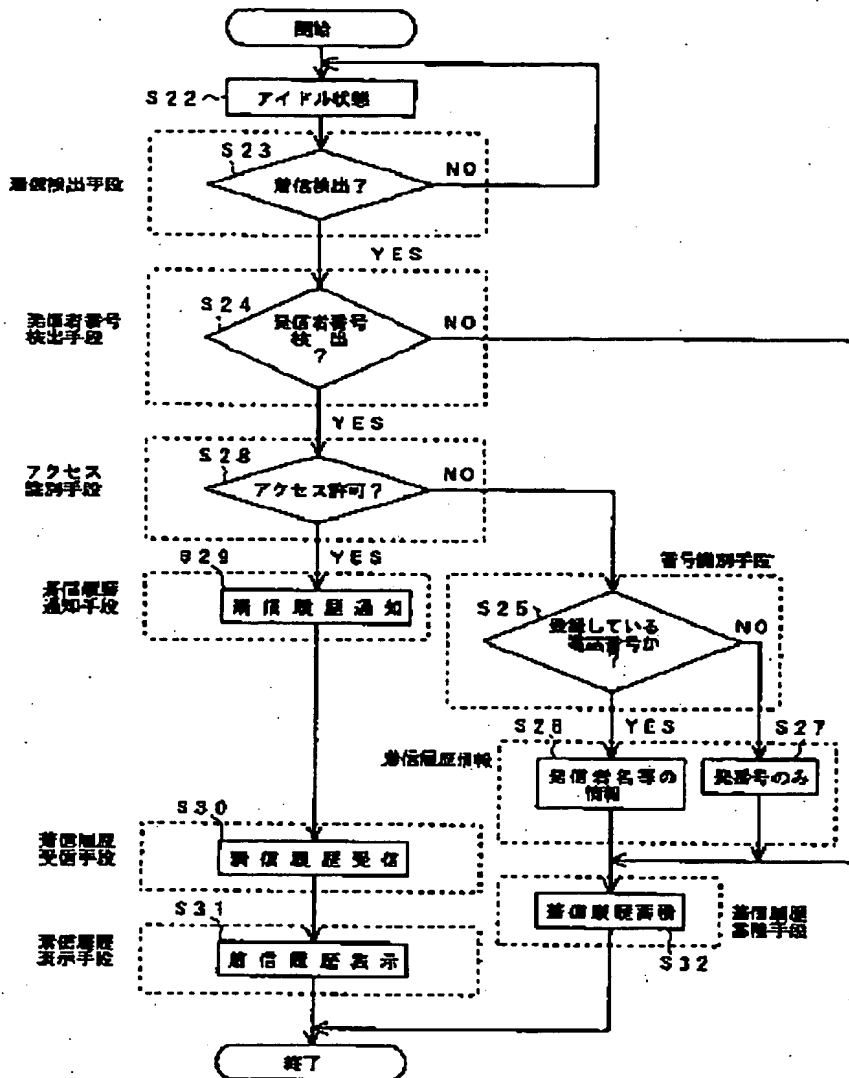 開始
S22
アイドル状態
S23
着信検出?
NO
着信検出手段
YES
S24
発信者番号
検出
?
NO
発信者番号
検出手段
YES
S28
アクセス許可?
NO
アクセス
識別手段
S29
YES
着信履歴通知
着信履歴
通知手段
番号識別手段
S25
登録している
電話番号か
?
NO
YES
S27
着信履歴情報
発信者名等の
情報
発番号のみ
S30
着信履歴受信
着信履歴
受信手段
着信履歴蓄積
着信履歴
蓄積手段
S32
S31
着信履歴表示
着信履歴
表示手段
終了